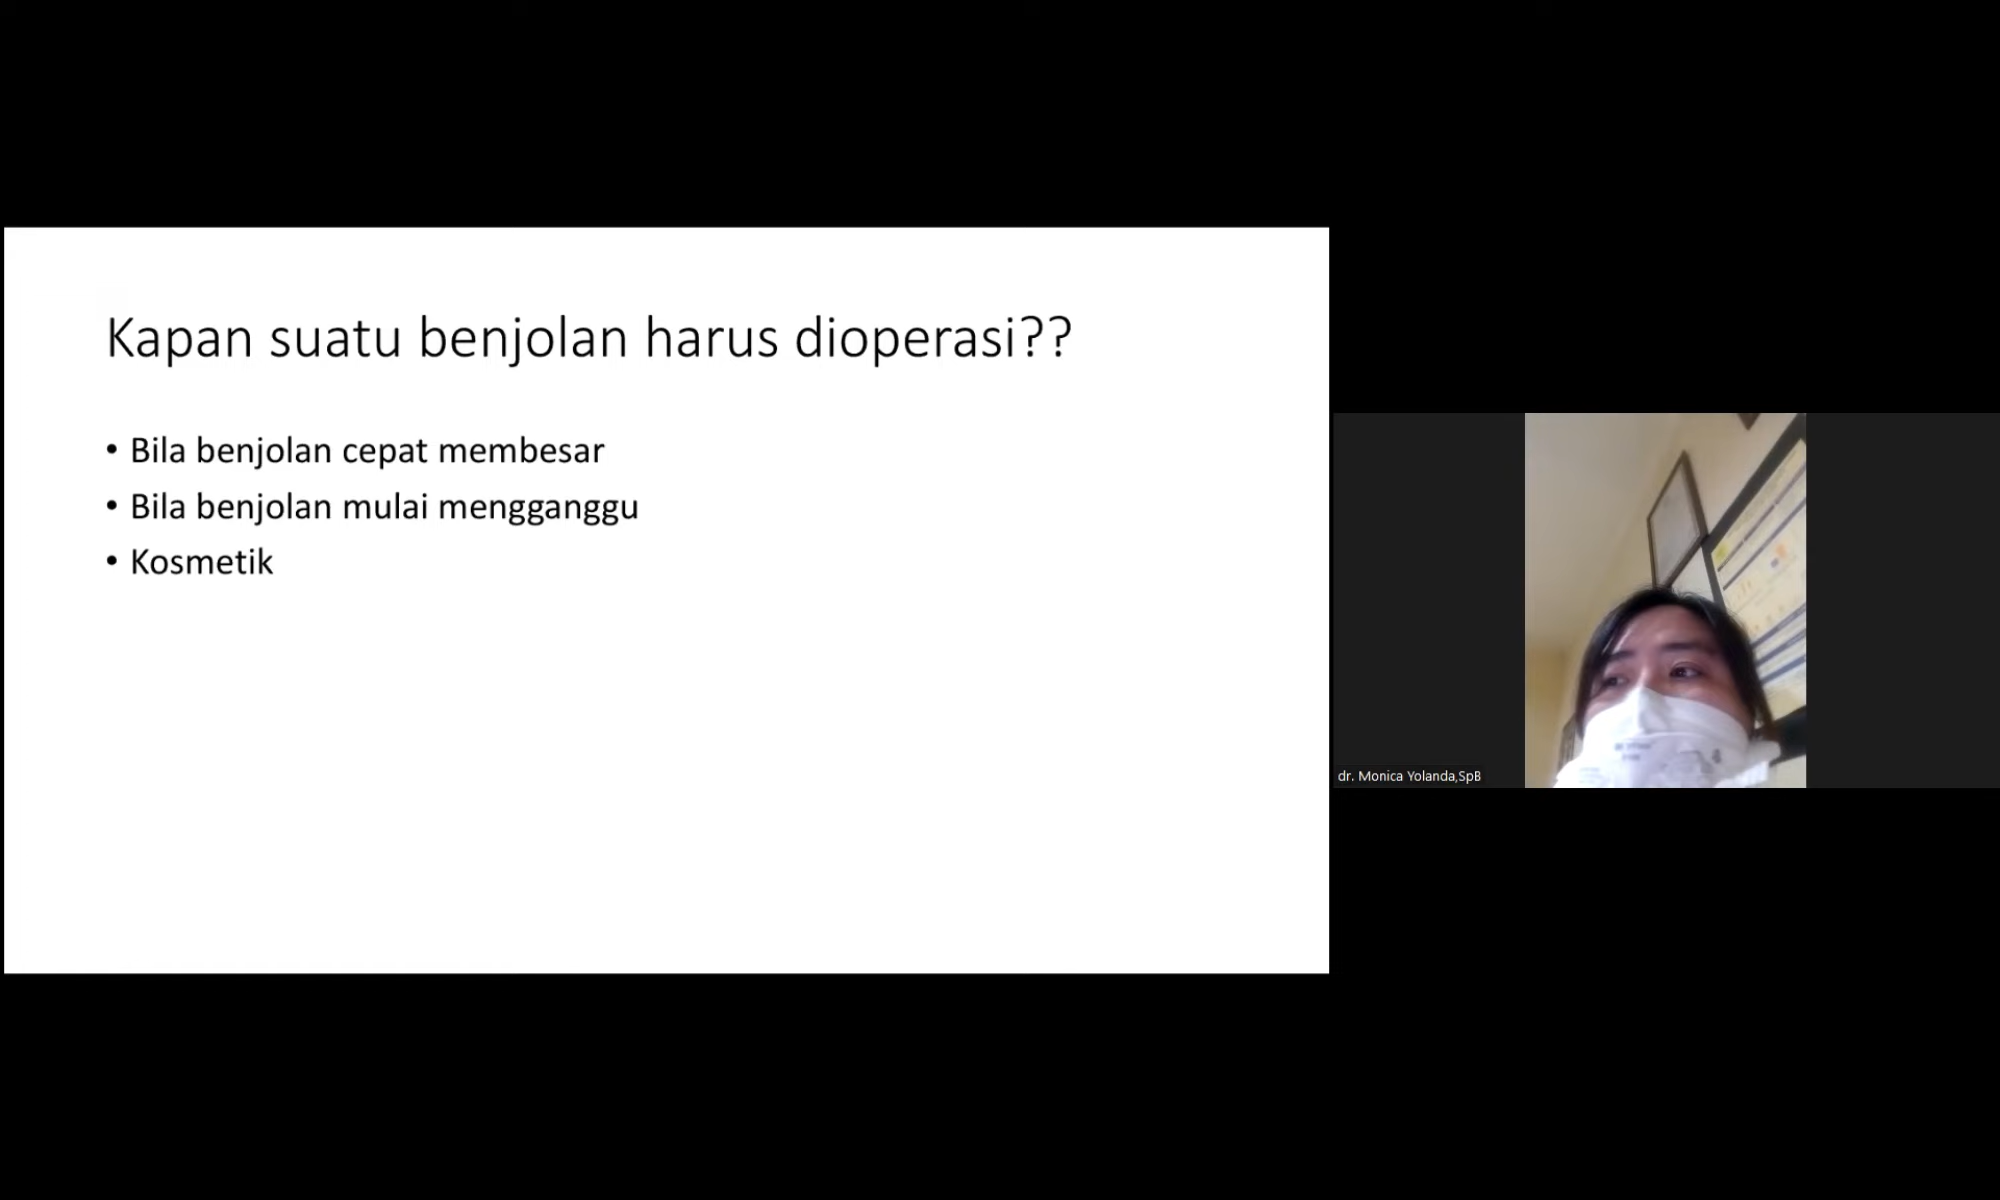 Kapan suatu benjolan harus dioperasi??
• Bila benjolan cepat membesar
• Bila benjolan mulai mengganggu
• Kosmetik
dr. Monica Yolanda,SpB